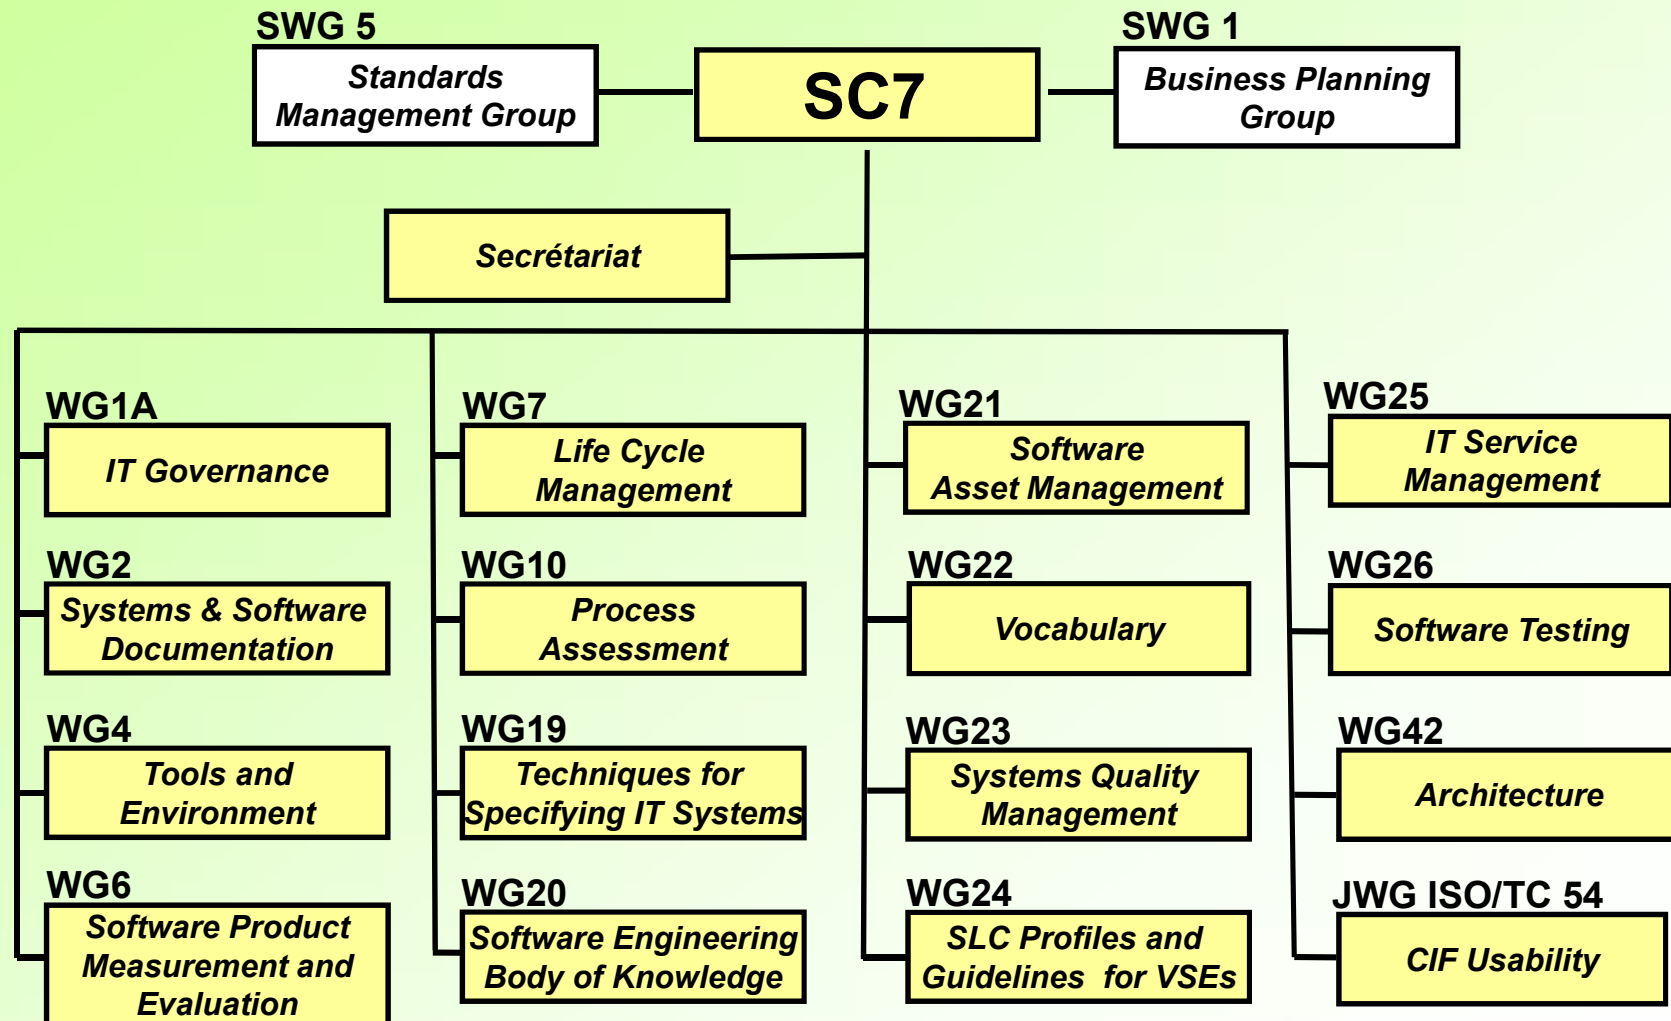 SWG 5
Standards
Management Group
SC7
SWG 1
Business Planning
Group
Secrétariat
WG1A
IT Governance
WG2
Systems & Software
Documentation
WG4
Tools and
Environment
WG6
Software Product
Measurement and
Evaluation
WG7
Life Cycle
Management
WG10
Process
Assessment
WG19
Techniques for
Specifying IT Systems
WG20
Software Engineering
Body of Knowledge
WG21
Software
Asset Management
WG22
Vocabulary
WG23
Systems Quality
Management
WG24
SLC Profiles and
Guidelines for VSEs
WG25
IT Service
Management
WG26
Software Testing
WG42
Architecture
JWG ISO/TC 54
CIF Usability